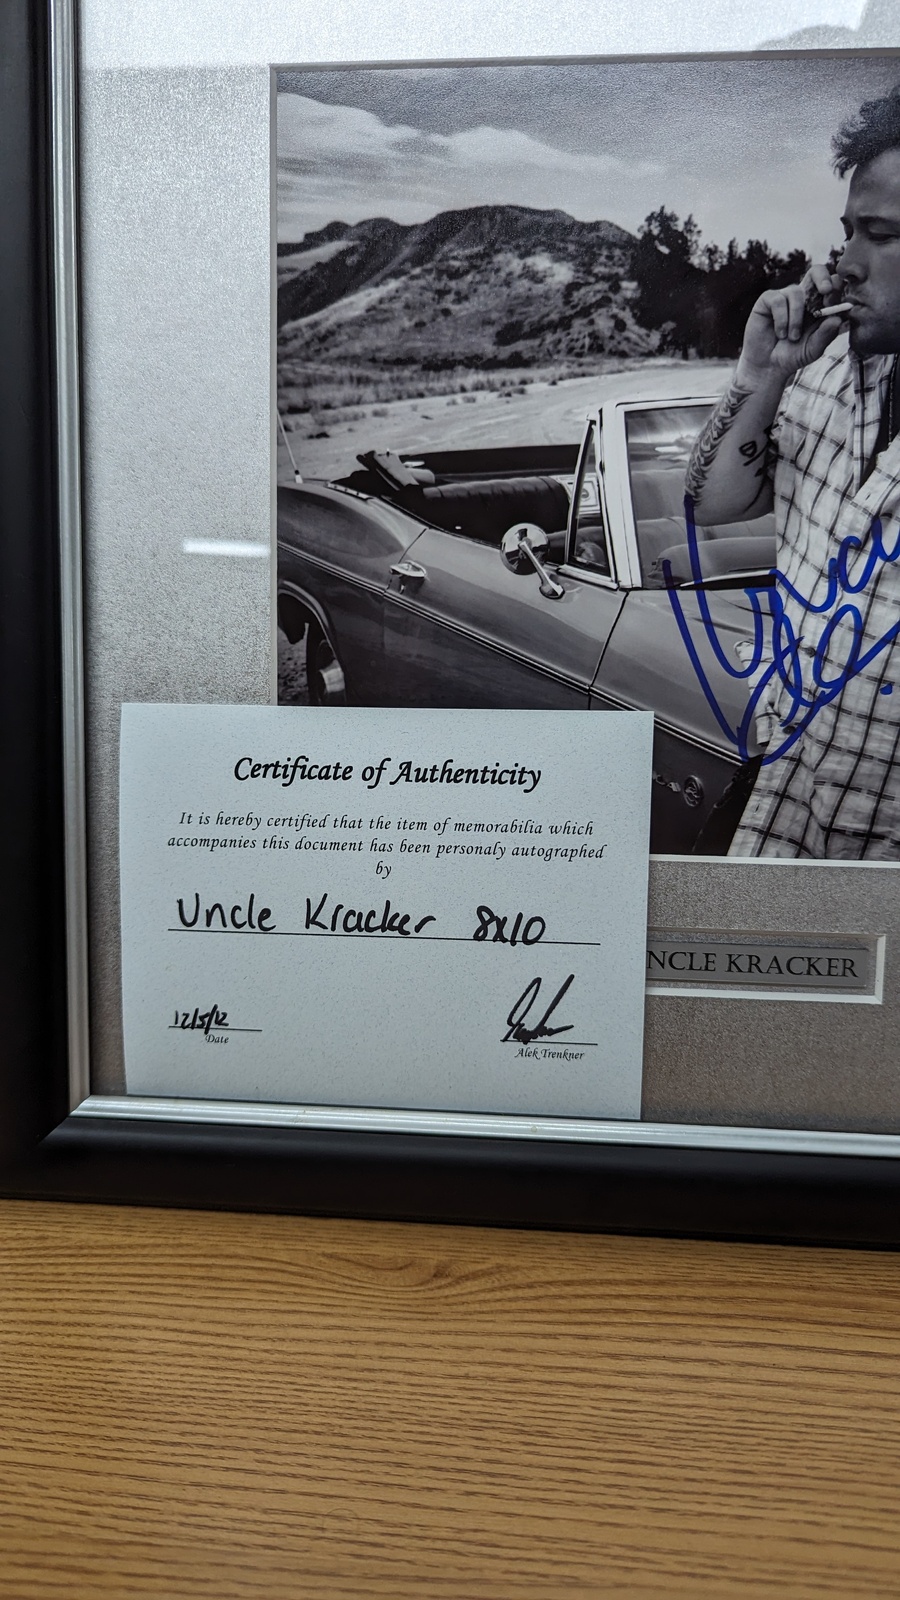 Certificate of Authenticity
It is hereby certified that the item of memorabilia which
accompanies this document has been personaly autographed
by
Uncle Kracker 8x10
12/5/12
Date
Alek Trenkner
NCLE KRACKER